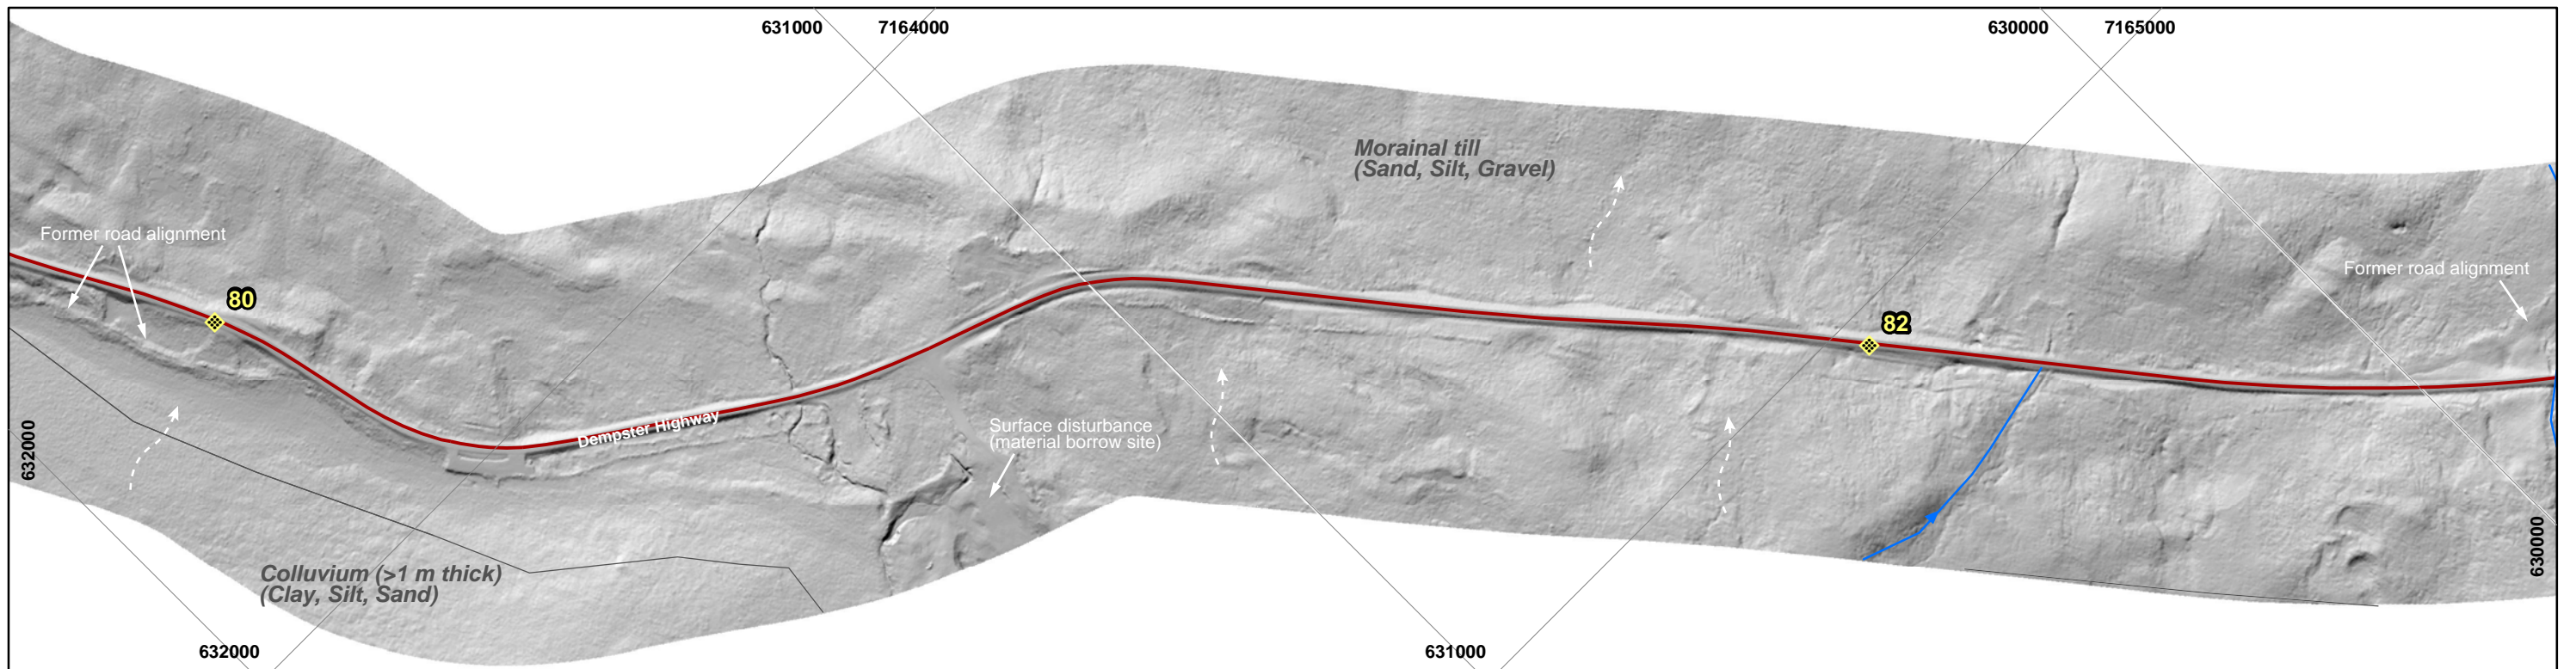 631000
7164000
630000
7165000
Morainal till
(Sand, Silt, Gravel)
Former road alignment
Former road alignment
80
82
Dempster Highway
Surface disturbance
(material borrow site)
632000
630000
Colluvium (>1 m thick)
(Clay, Silt, Sand)
632000
631000